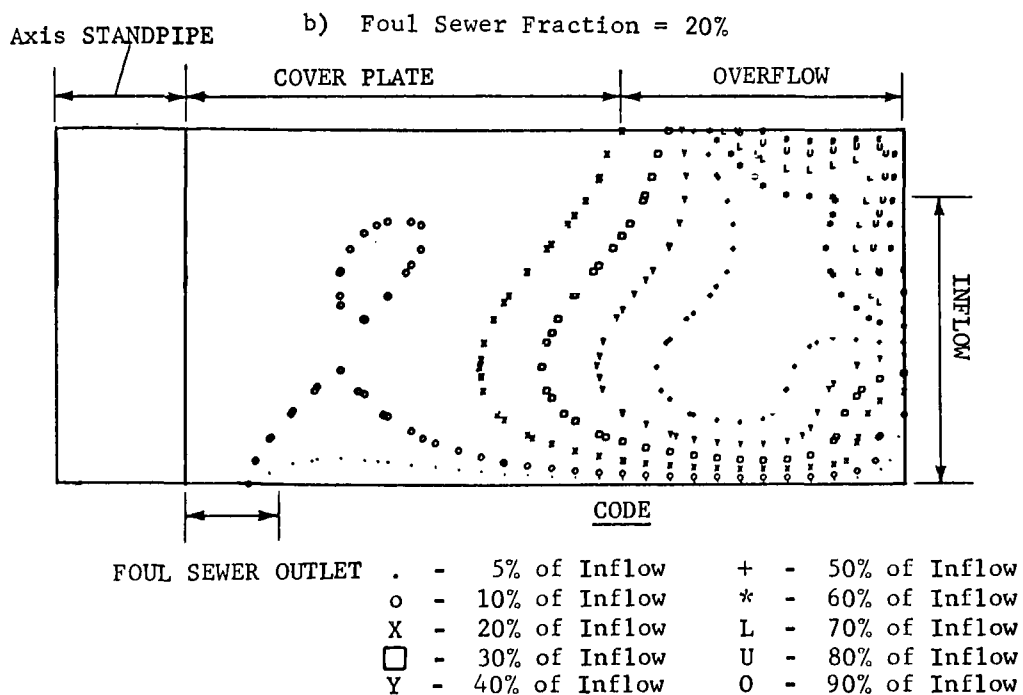 b) Foul Sewer Fraction = 20%
Axis STANDPIPE
COVER PLATE
OVERFLOW
INFLOW
CODE
FOUL SEWER OUTLET
. - 5% of Inflow
o - 10% of Inflow
X - 20% of Inflow
□ - 30% of Inflow
Y - 40% of Inflow
+ - 50% of Inflow
* - 60% of Inflow
L - 70% of Inflow
U - 80% of Inflow
O - 90% of Inflow